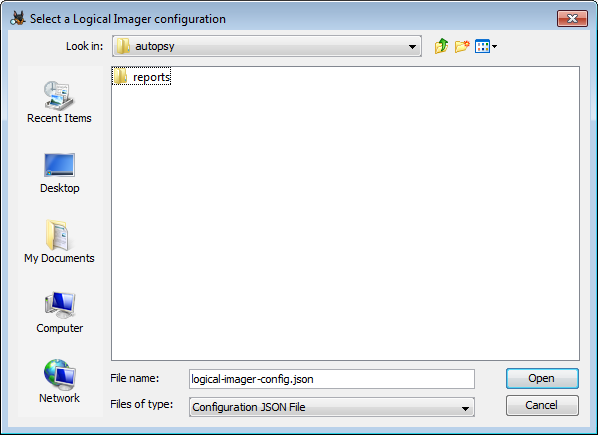 Select a Logical Imager configuration
Look in: autopsy
reports
Recent Items
Desktop
My Documents
Computer
Network
File name: logical-imager-config.json Open
Files of type: Configuration JSON File Cancel